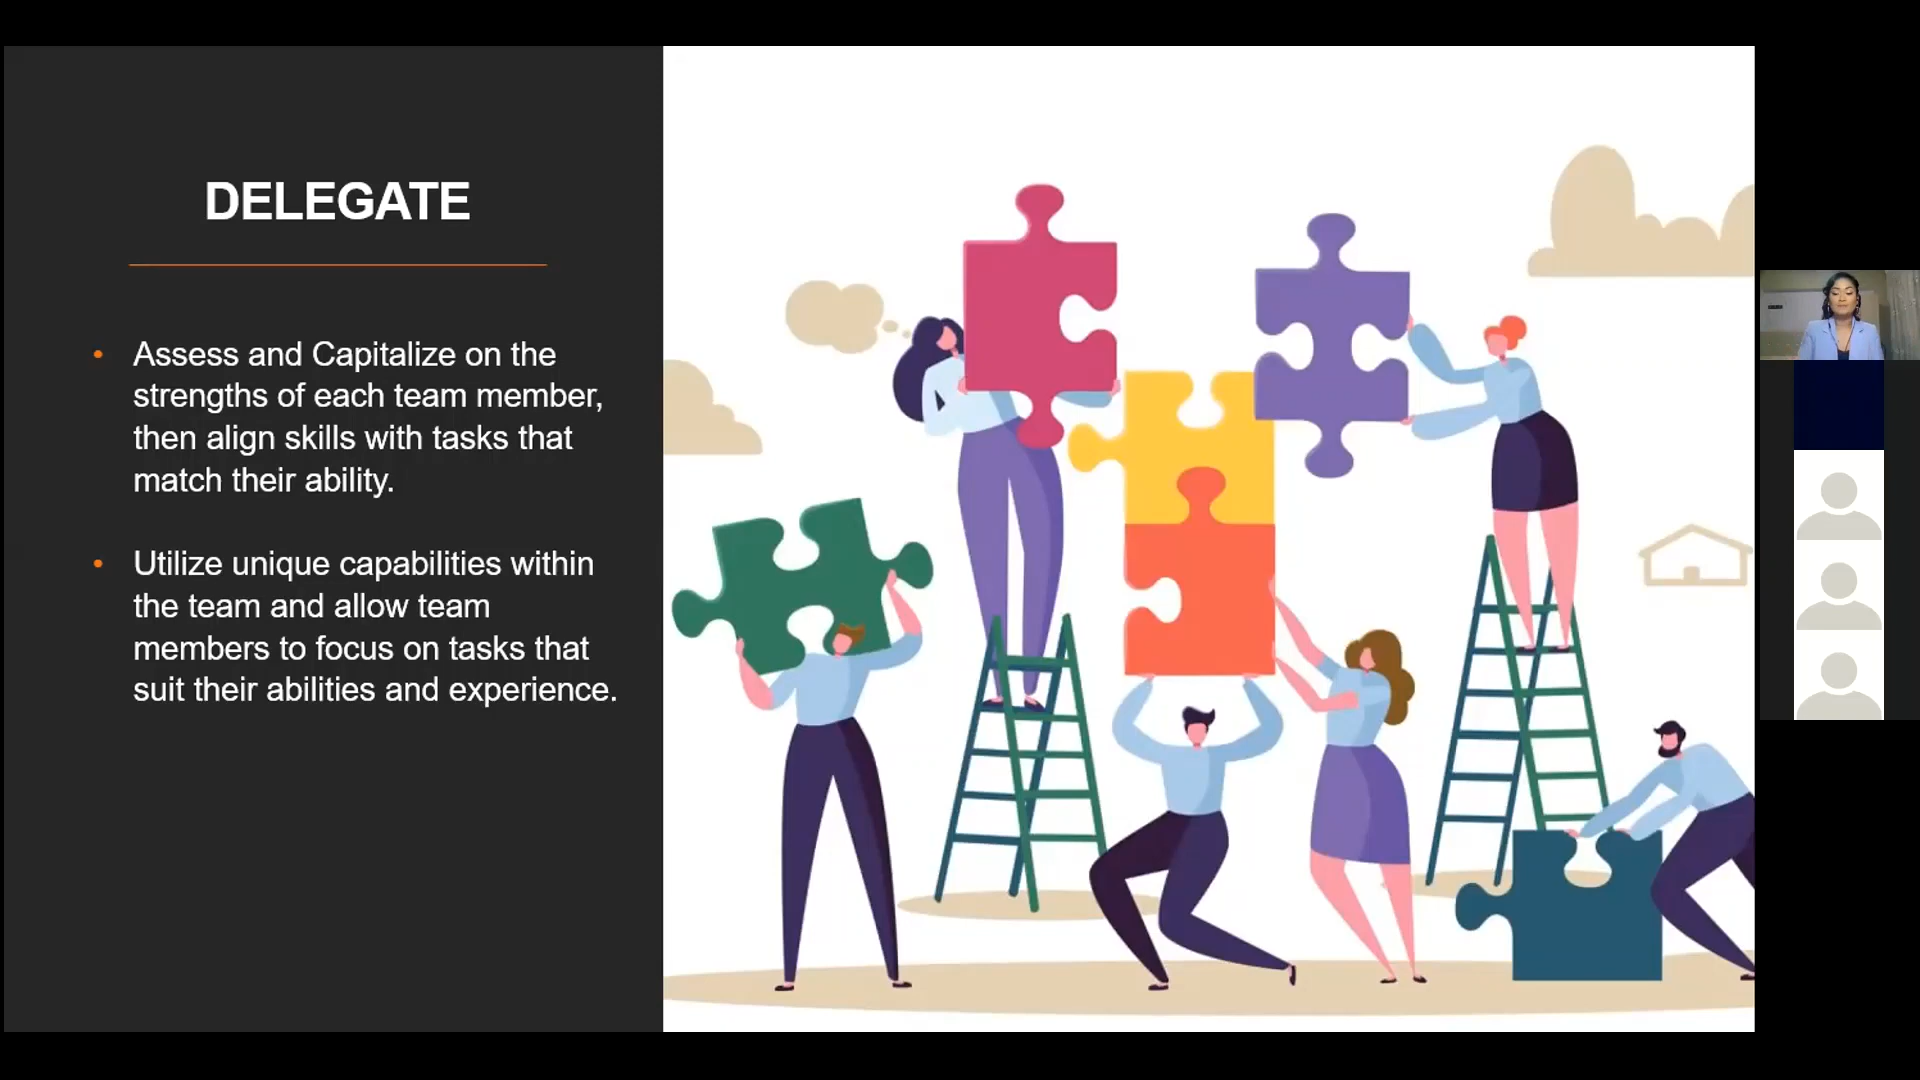 DELEGATE
• Assess and Capitalize on the
strengths of each team member,
then align skills with tasks that
match their ability.
• Utilize unique capabilities within
the team and allow team
members to focus on tasks that
suit their abilities and experience.